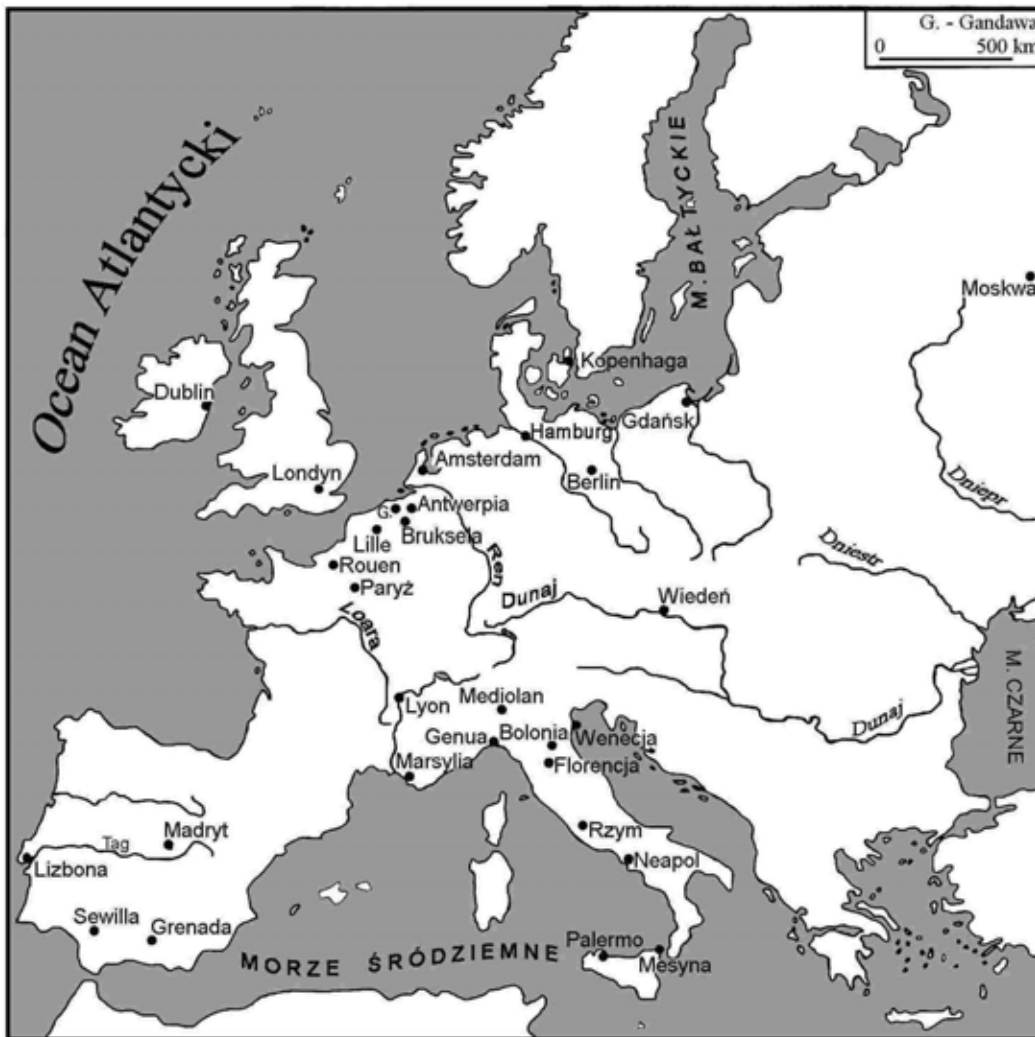 G. - Gandawa
0 500 km
Ocean Atlantycki
M. BAŁTYCKIE
Moskwa
Kopenhaga
Dublin
Gdańsk
Hamburg
Amsterdam
Berlin
Londyn
Dniepr
G.
Antwerpia
Bruksela
Lille
Ren
Dniestr
Rouen
Paryż
Dunaj
Wiedeń
Loara
M. CZARNE
Lyon
Mediolan
Dunaj
Genua
Bolonia
Wenecja
Marsylia
Florencja
Madryt
Rzym
Tag
Lizbona
Neapol
Sewilla
Grenada
Palermo
MORZE ŚRÓDZIEMNE
Mesyna